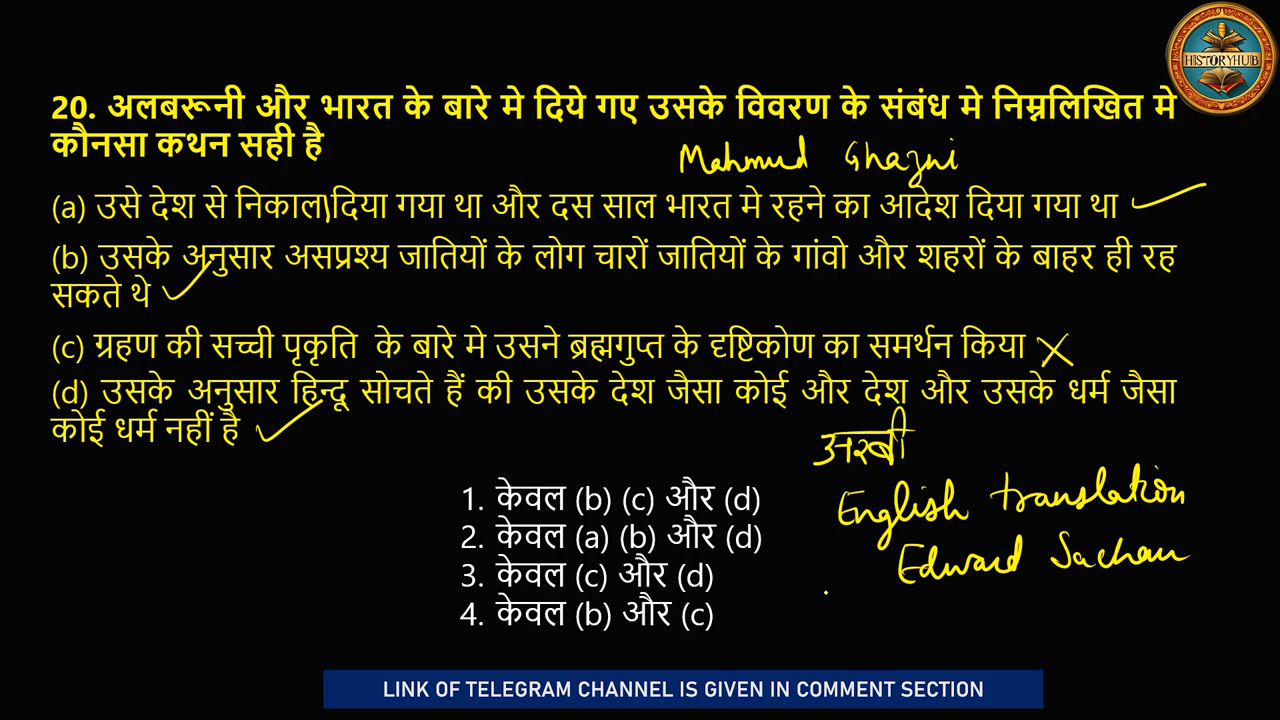 HISTORYHUB
20. अलबरूनी और भारत के बारे मे दिये गए उसके विवरण के संबंध मे निम्नलिखित मे
कौनसा कथन सही है
Mahmud Ghazni
(a) उसे देश से निकाल दिया गया था और दस साल भारत मे रहने का आदेश दिया गया था
(b) उसके अनुसार असप्रश्य जातियों के लोग चारों जातियों के गांवो और शहरों के बाहर ही रह
सकते थे
(c) ग्रहण की सच्ची पृकृति के बारे मे उसने ब्रह्मगुप्त के दृष्टिकोण का समर्थन किया
(d) उसके अनुसार हिन्दू सोचते हैं की उसके देश जैसा कोई और देश और उसके धर्म जैसा
कोई धर्म नहीं है
अरबी
1. केवल (b) (c) और (d)
English translation
2. केवल (a) (b) और (d)
Edward Sachau
3. केवल (c) और (d)
4. केवल (b) और (c)
LINK OF TELEGRAM CHANNEL IS GIVEN IN COMMENT SECTION